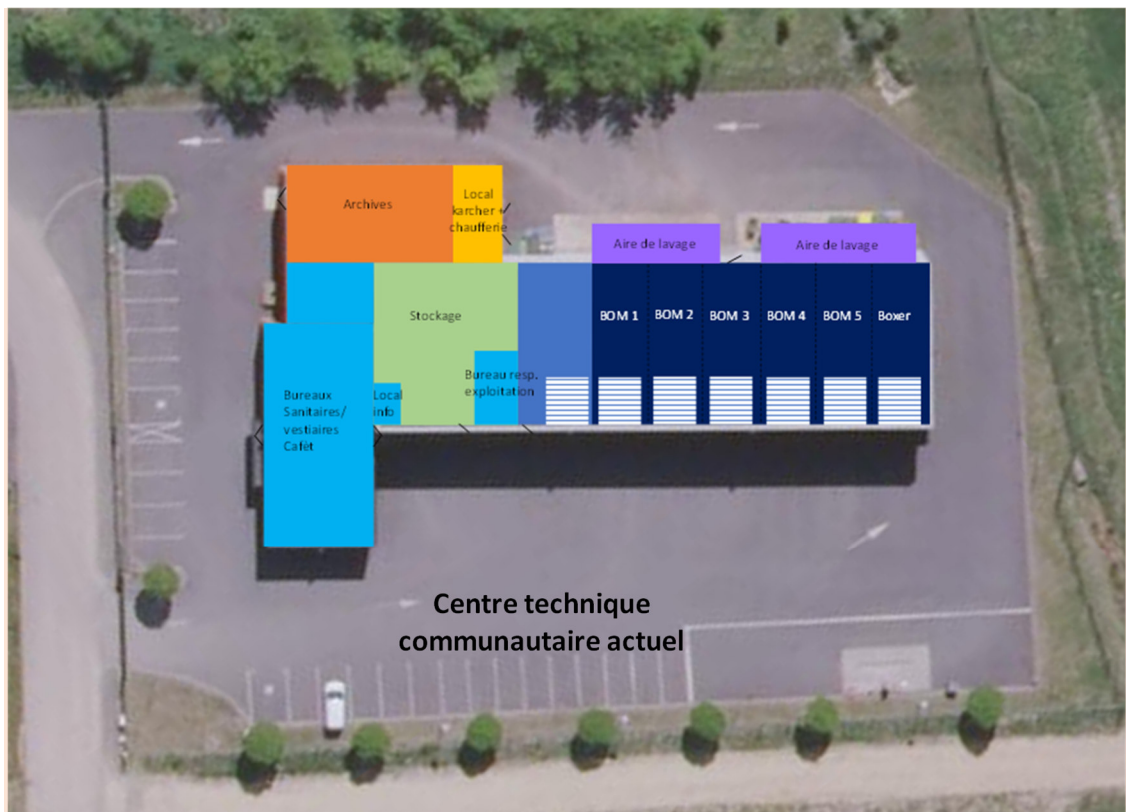 Archives
Local
karcher +
chaufferie
Aire de lavage
Aire de lavage
Stockage
BOM 1
BOM 2
BOM 3
BOM 4
BOM 5
Boxer
Bureau resp.
exploitation
Bureaux
Sanitaires/
vestiaires
Cafèt
Local
info
Centre technique
communautaire actuel